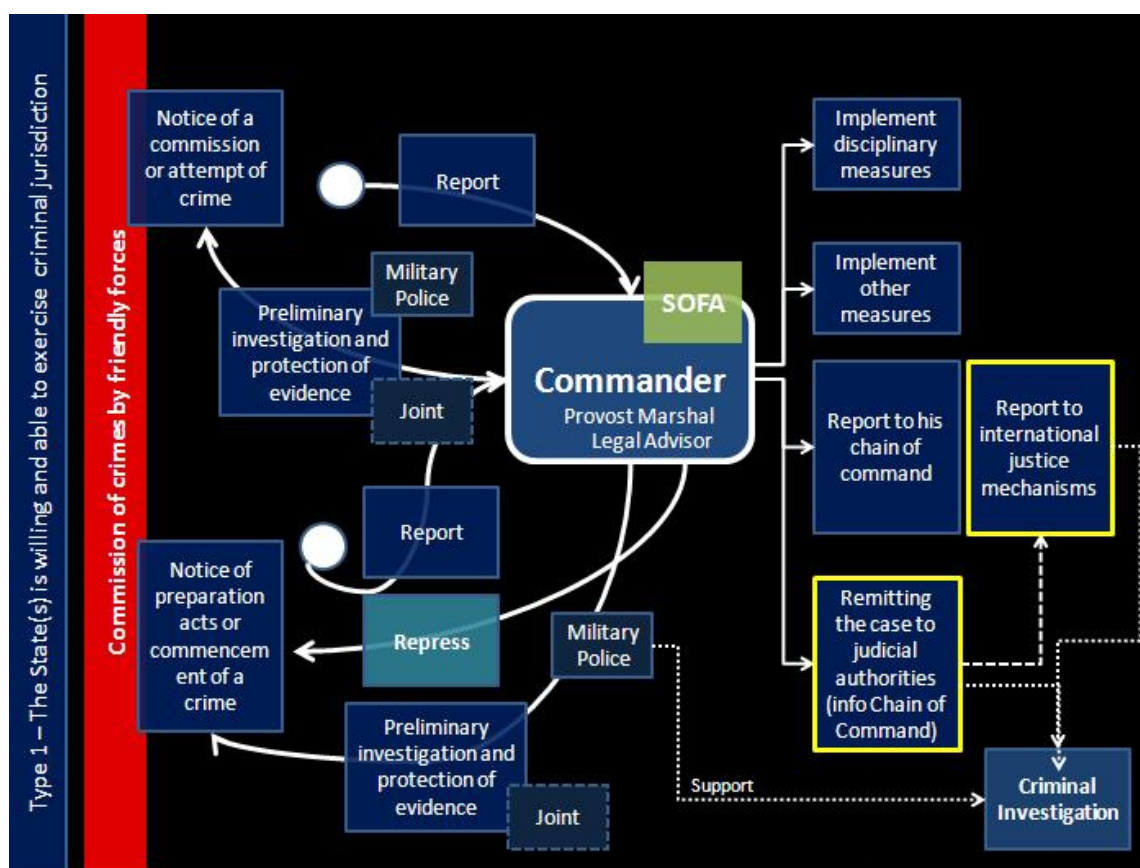 Type 1 – The State(s) is willing and able to exercise criminal jurisdiction
Commission of crimes by friendly forces
Notice of a
commission
or attempt of
crime
Report
Military
Police
Preliminary
investigation and
protection of
evidence
Joint
SOFA
Commander
Provost Marshal
Legal Advisor
Implement
disciplinary
measures
Implement
other
measures
Report to his
chain of
command
Report to
international
justice
mechanisms
Report
Notice of
preparation
acts or
commencem
ent of a
crime
Repress
Military
Police
Remitting
the case to
judicial
authorities
(info Chain of
Command)
Preliminary
investigation and
protection of
evidence
Joint
Support
Criminal
Investigation